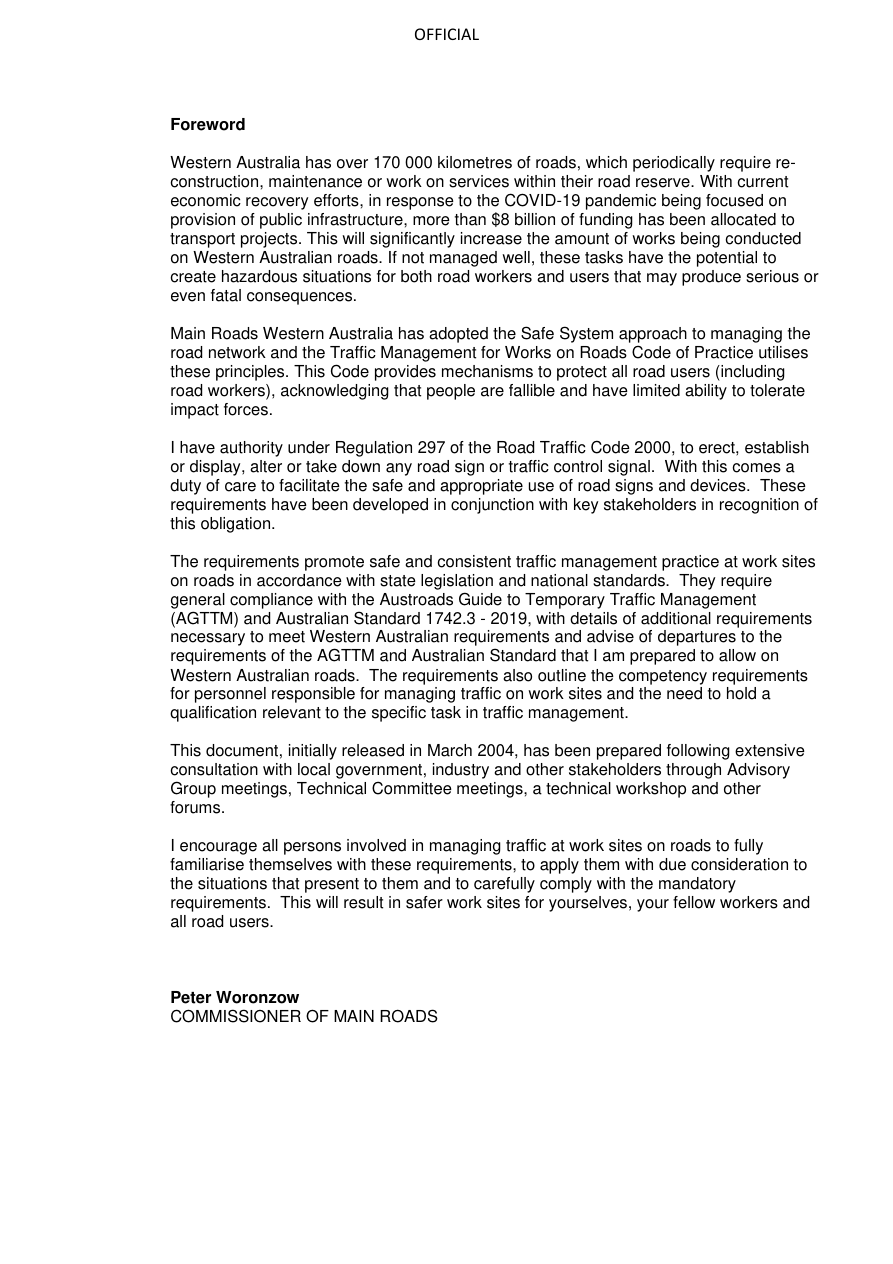 OFFICIAL
Foreword
Western Australia has over 170 000 kilometres of roads, which periodically require re-
construction, maintenance or work on services within their road reserve. With current
economic recovery efforts, in response to the COVID-19 pandemic being focused on
provision of public infrastructure, more than $8 billion of funding has been allocated to
transport projects. This will significantly increase the amount of works being conducted
on Western Australian roads. If not managed well, these tasks have the potential to
create hazardous situations for both road workers and users that may produce serious or
even fatal consequences.
Main Roads Western Australia has adopted the Safe System approach to managing the
road network and the Traffic Management for Works on Roads Code of Practice utilises
these principles. This Code provides mechanisms to protect all road users (including
road workers), acknowledging that people are fallible and have limited ability to tolerate
impact forces.
I have authority under Regulation 297 of the Road Traffic Code 2000, to erect, establish
or display, alter or take down any road sign or traffic control signal.  With this comes a
duty of care to facilitate the safe and appropriate use of road signs and devices.  These
requirements have been developed in conjunction with key stakeholders in recognition of
this obligation.
The requirements promote safe and consistent traffic management practice at work sites
on roads in accordance with state legislation and national standards.  They require
general compliance with the Austroads Guide to Temporary Traffic Management
(AGTTM) and Australian Standard 1742.3 - 2019, with details of additional requirements
necessary to meet Western Australian requirements and advise of departures to the
requirements of the AGTTM and Australian Standard that I am prepared to allow on
Western Australian roads.  The requirements also outline the competency requirements
for personnel responsible for managing traffic on work sites and the need to hold a
qualification relevant to the specific task in traffic management.
This document, initially released in March 2004, has been prepared following extensive
consultation with local government, industry and other stakeholders through Advisory
Group meetings, Technical Committee meetings, a technical workshop and other
forums.
I encourage all persons involved in managing traffic at work sites on roads to fully
familiarise themselves with these requirements, to apply them with due consideration to
the situations that present to them and to carefully comply with the mandatory
requirements.  This will result in safer work sites for yourselves, your fellow workers and
all road users.
Peter Woronzow
COMMISSIONER OF MAIN ROADS